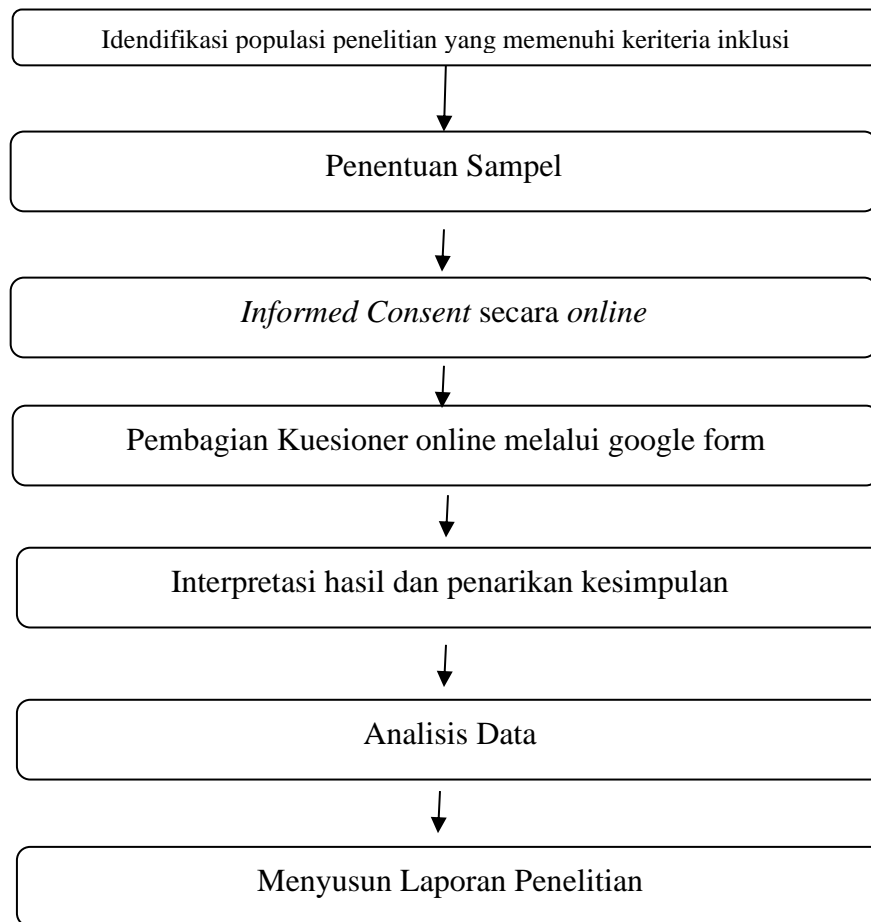 Idendifikasi populasi penelitian yang memenuhi keriteria inklusi
Penentuan Sampel
Informed Consent secara online
Pembagian Kuesioner online melalui google form
Interpretasi hasil dan penarikan kesimpulan
Analisis Data
Menyusun Laporan Penelitian